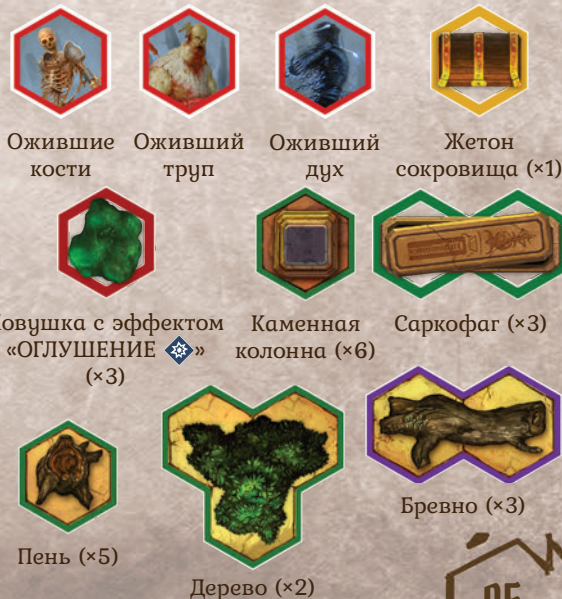 Ожившие Оживший Оживший Жетон
кости труп дух сокровища (×1)
с эффектом Каменная Саркофаг (×3)
«ОГЛУШЕНИЕ » колонна (×6)
(×3)
Бревно (×3)
Пень (×5)
Дерево (×2)